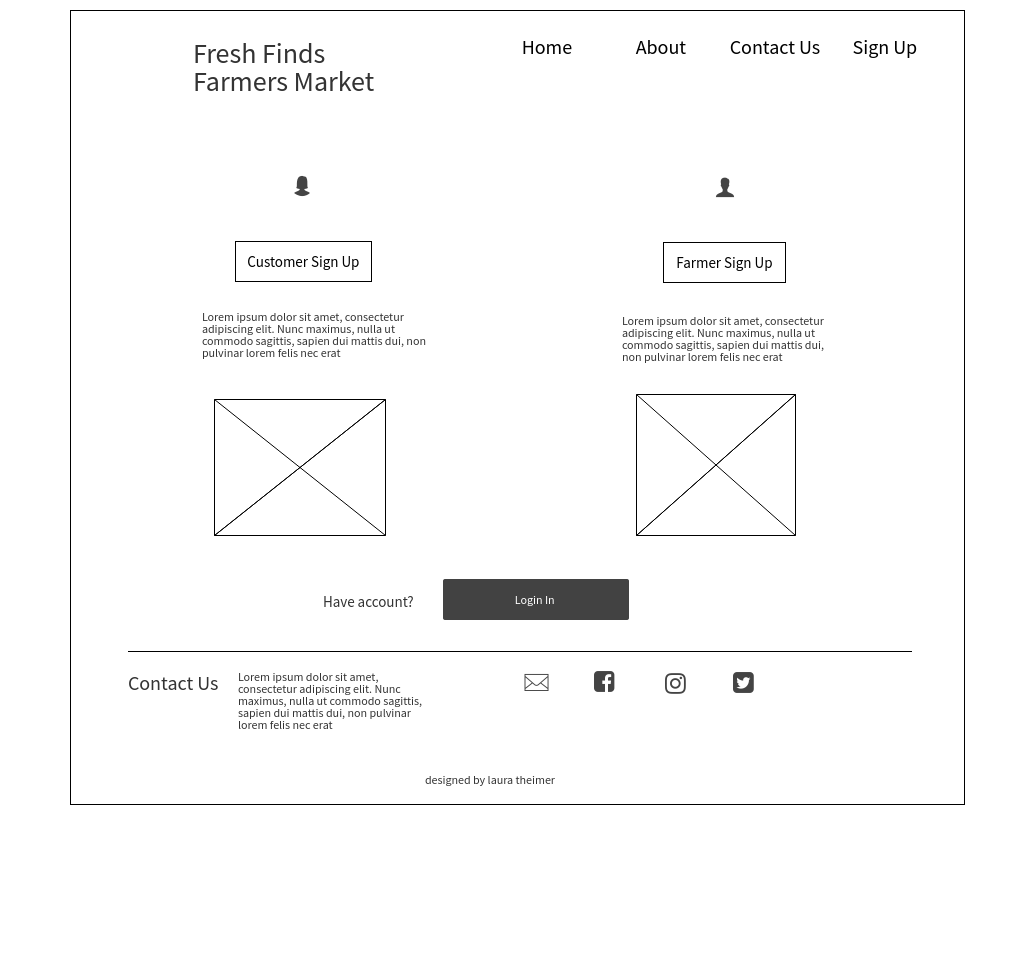 Fresh Finds
Farmers Market
Home About Contact Us Sign Up
Customer Sign Up
Lorem ipsum dolor sit amet, consectetur
adipiscing elit. Nunc maximus, nulla ut
commodo sagittis, sapien dui mattis dui, non
pulvinar lorem felis nec erat
Farmer Sign Up
Lorem ipsum dolor sit amet, consectetur
adipiscing elit. Nunc maximus, nulla ut
commodo sagittis, sapien dui mattis dui,
non pulvinar lorem felis nec erat
Have account?
Login In
Contact Us
Lorem ipsum dolor sit amet,
consectetur adipiscing elit. Nunc
maximus, nulla ut commodo sagittis,
sapien dui mattis dui, non pulvinar
lorem felis nec erat
designed by laura theimer